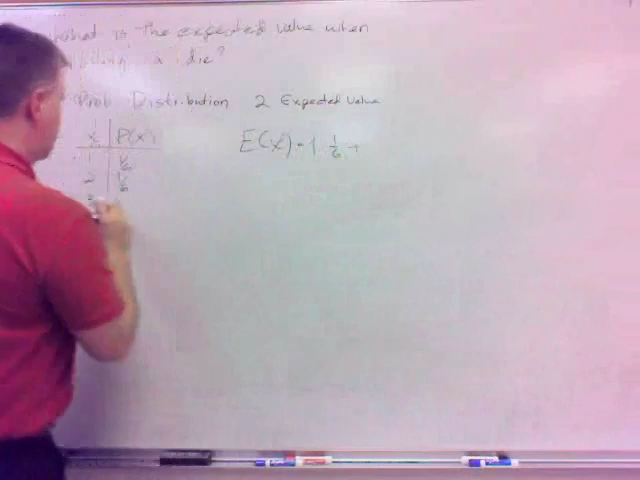 what is the expected value when
a die?
Prob Distribution 2 Expected Value
x P(x)
1 1/6
2 1/6
E(x) = 1 1/6 +